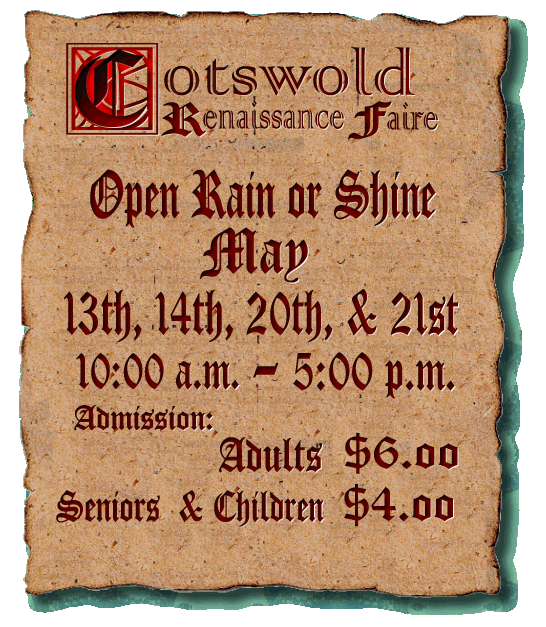 Cotswold
Renaissance Faire
Open Rain or Shine
May
13th, 14th, 20th, & 21st
10:00 a.m. - 5:00 p.m.
Admission:
Adults $6.00
Seniors & Children $4.00